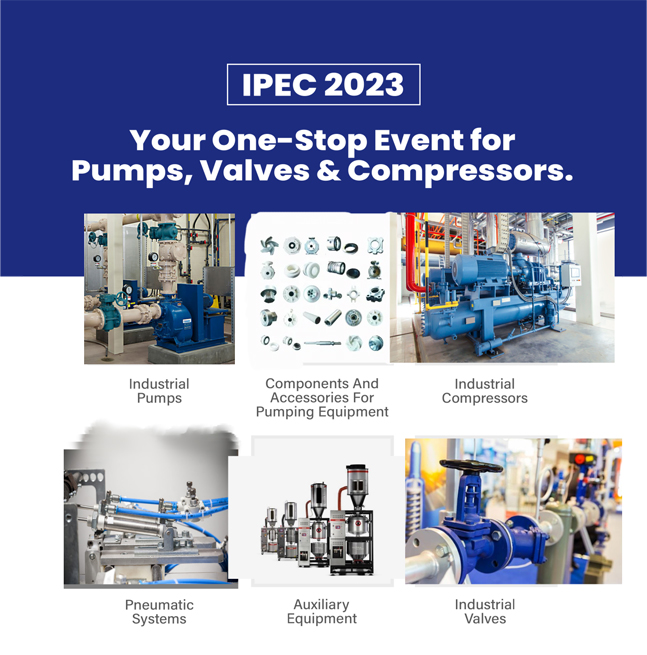 IPEC 2023
Your One-Stop Event for
Pumps, Valves & Compressors.
Industrial
Pumps
Components And
Accessories For
Pumping Equipment
Industrial
Compressors
Pneumatic
Systems
Auxiliary
Equipment
Industrial
Valves